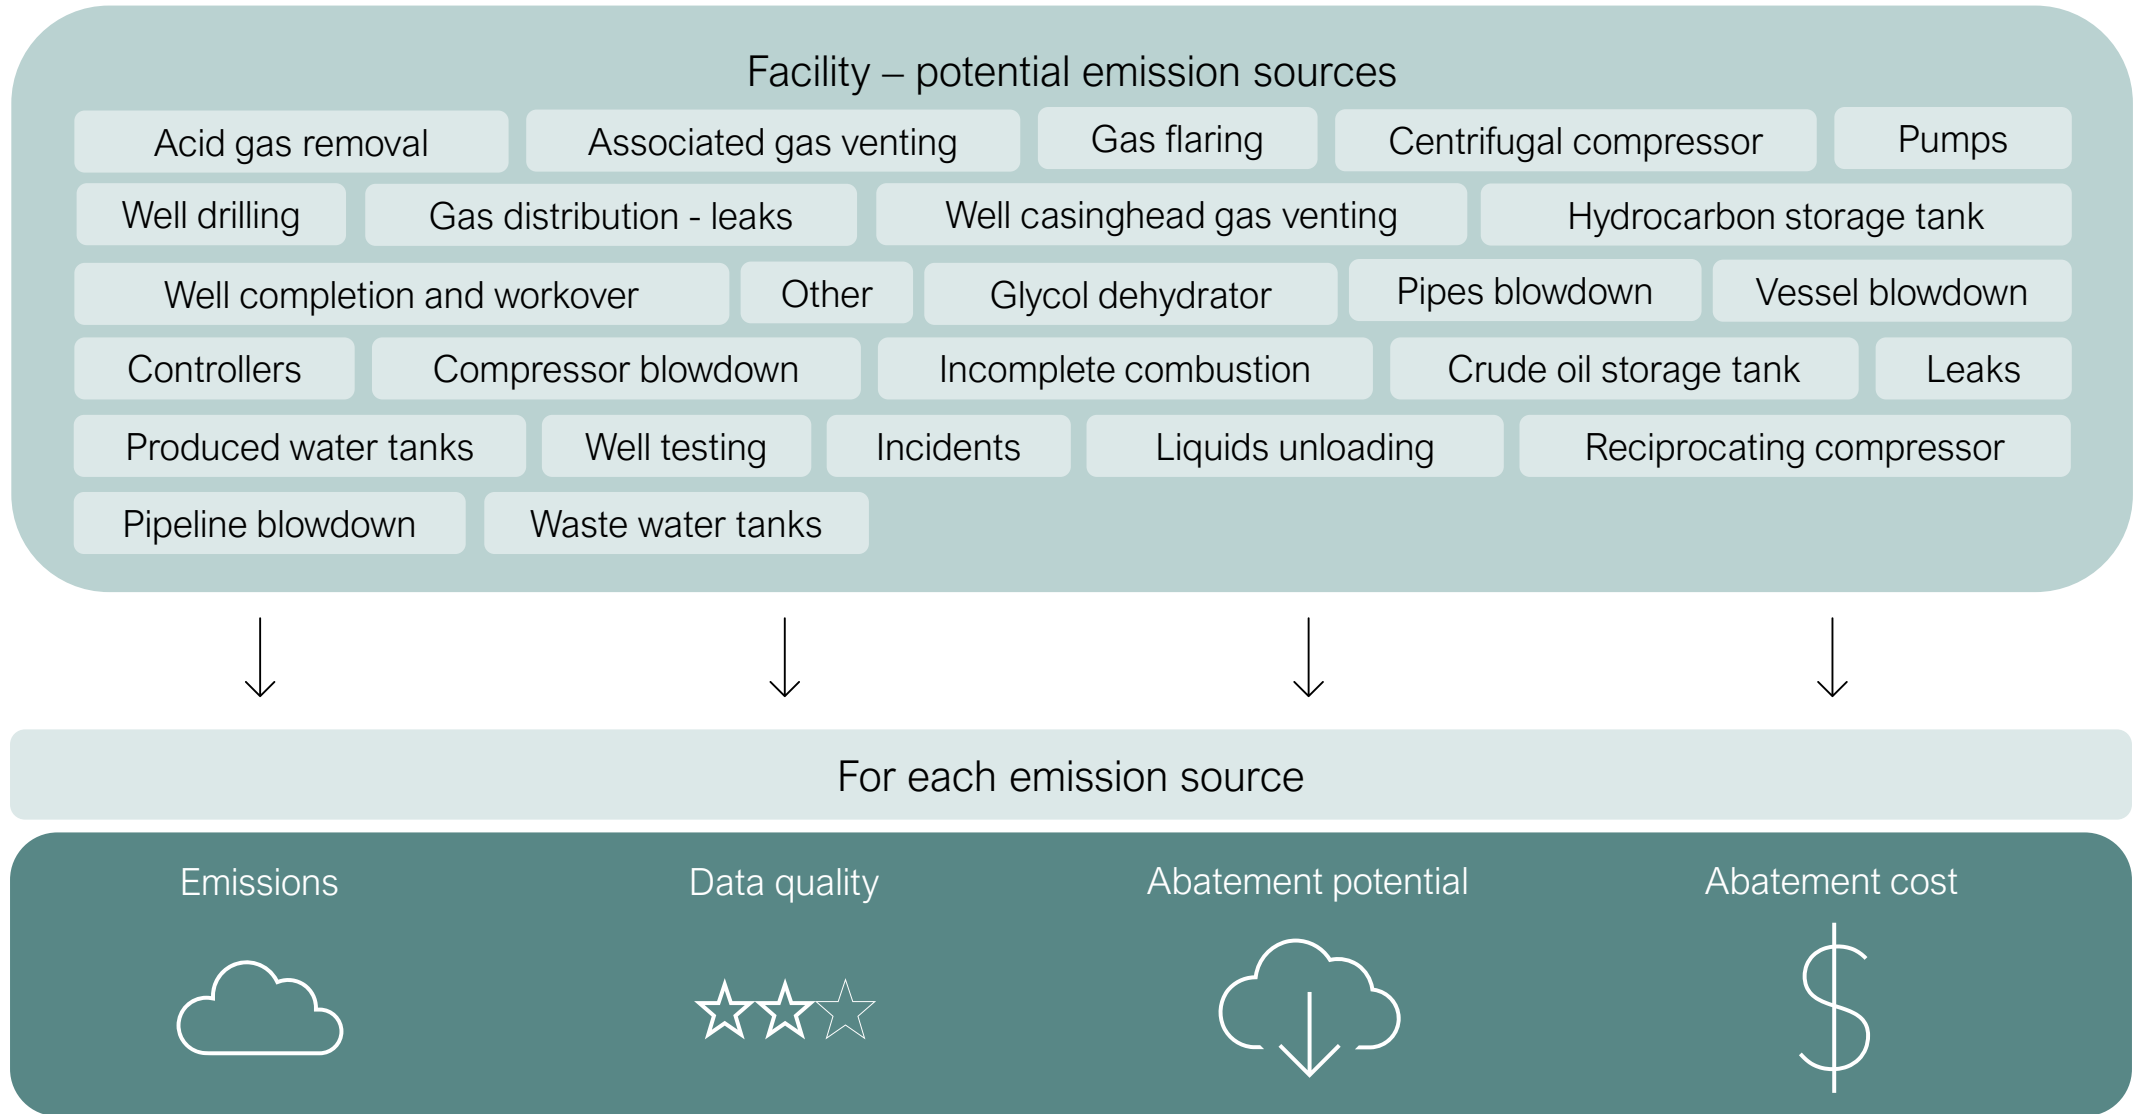 Facility – potential emission sources
Acid gas removal
Associated gas venting
Gas flaring
Centrifugal compressor
Pumps
Well drilling
Gas distribution - leaks
Well casinghead gas venting
Hydrocarbon storage tank
Well completion and workover
Other
Glycol dehydrator
Pipes blowdown
Vessel blowdown
Controllers
Compressor blowdown
Incomplete combustion
Crude oil storage tank
Leaks
Produced water tanks
Well testing
Incidents
Liquids unloading
Reciprocating compressor
Pipeline blowdown
Waste water tanks
For each emission source
Emissions
Data quality
Abatement potential
Abatement cost